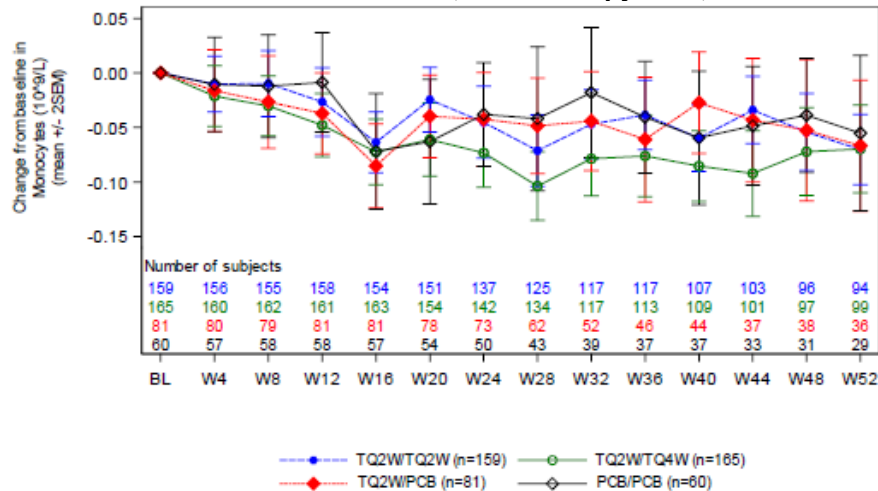 Change from baseline in
Monocytes (10^9/L)
(mean +/- 2SEM)
0.05
0.00
-0.05
-0.10
-0.15
Number of subjects
159 156 155 158 154 151 137 125 117 117 107 103 96 94
165 160 162 161 163 154 142 134 117 113 109 101 97 99
81 80 79 81 81 78 73 62 52 46 44 37 38 36
60 57 58 58 57 54 50 43 39 37 37 33 31 29
BL W4 W8 W12 W16 W20 W24 W28 W32 W36 W40 W44 W48 W52
TQ2W/TQ2W (n=159) TQ2W/TQ4W (n=165)
TQ2W/PCB (n=81) PCB/PCB (n=60)